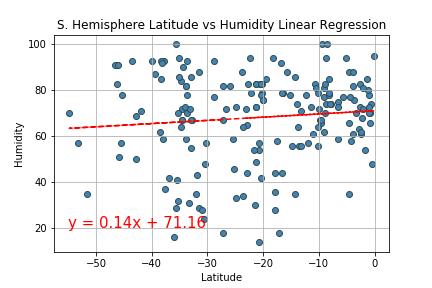 S. Hemisphere Latitude vs Humidity Linear Regression
100
80
60
40
20
Humidity
y = 0.14x + 71.16
−50
−40
−30
−20
−10
0
Latitude